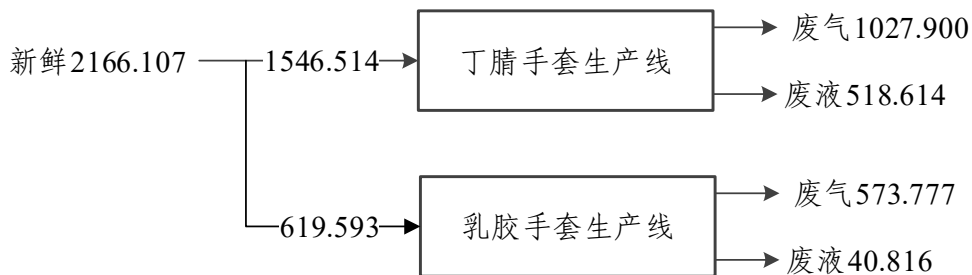 废气1027.900
新鲜2166.107
1546.514
丁腈手套生产线
废液518.614
废气573.777
619.593
乳胶手套生产线
废液40.816